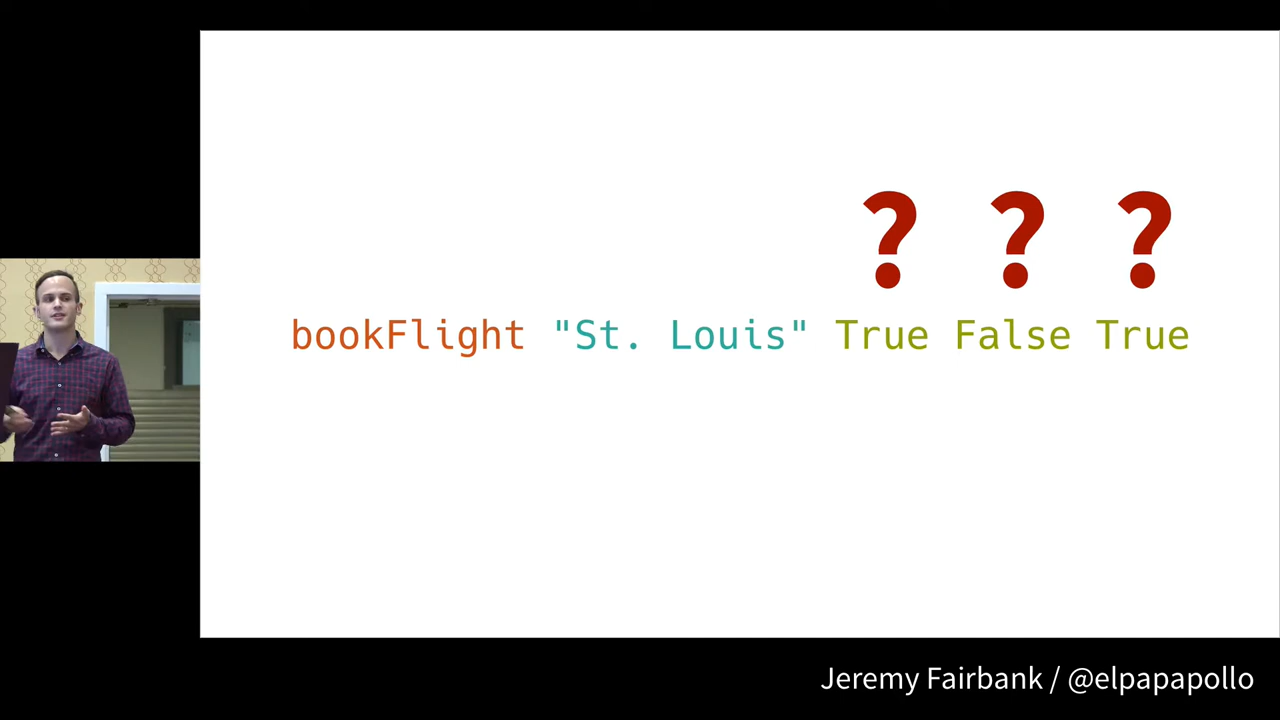 ? ? ?
bookFlight "St. Louis" True False True
Jeremy Fairbank / @elpapapollo